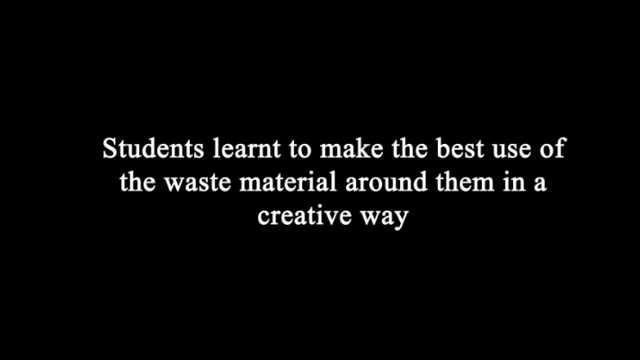 Students learnt to make the best use of
the waste material around them in a
creative way